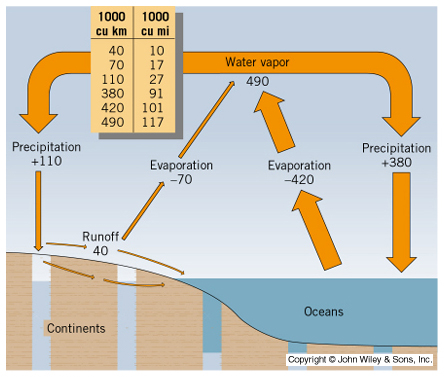 1000 1000
cu km cu mi
40 10
70 17
110 27
380 91
420 101
490 117
Water vapor
490
Precipitation
+110
Evaporation
−70
Evaporation
−420
Precipitation
+380
Runoff
40
Oceans
Continents
Copyright © John Wiley & Sons, Inc.